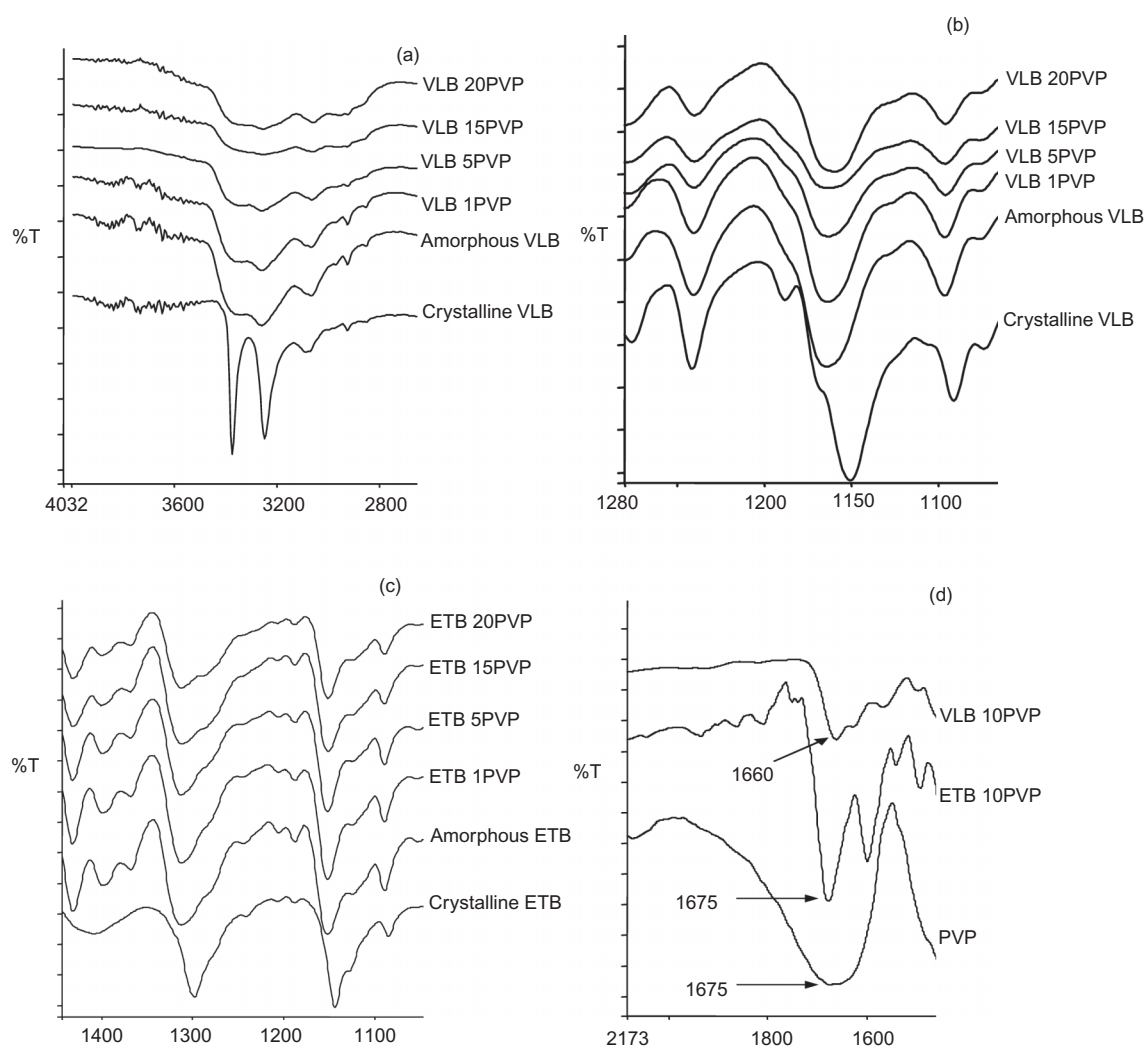 (a)
VLB 20PVP
VLB 15PVP
VLB 5PVP
VLB 1PVP
%T
Amorphous VLB
Crystalline VLB
4032 3600 3200 2800
(b)
VLB 20PVP
VLB 15PVP
VLB 5PVP
VLB 1PVP
Amorphous VLB
%T
Crystalline VLB
1280 1200 1150 1100
(c)
ETB 20PVP
ETB 15PVP
ETB 5PVP
%T
ETB 1PVP
Amorphous ETB
Crystalline ETB
1400 1300 1200 1100
(d)
VLB 10PVP
1660
%T
ETB 10PVP
1675
PVP
1675
2173 1800 1600